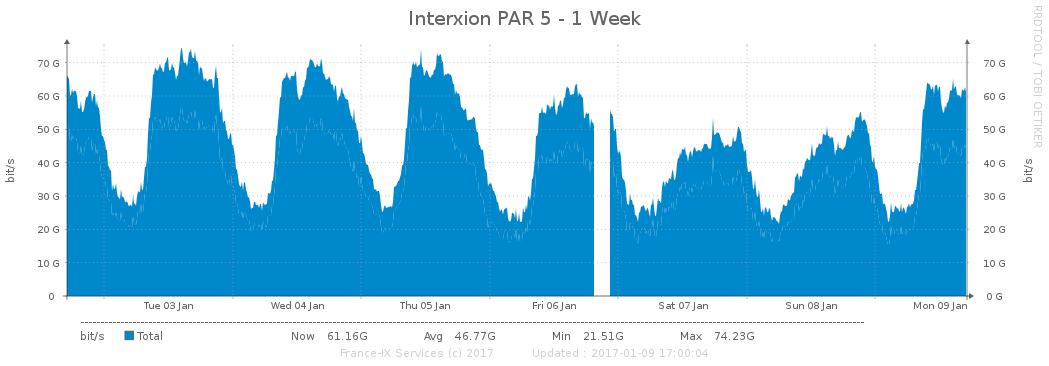 Interxion PAR 5 - 1 Week
RRDTOOL / TOBI OETIKER
bit/s
bit/s
70 G 70 G
60 G 60 G
50 G 50 G
40 G 40 G
30 G 30 G
20 G 20 G
10 G 10 G
0 0 G
Tue 03 Jan Wed 04 Jan Thu 05 Jan Fri 06 Jan Sat 07 Jan Sun 08 Jan Mon 09 Jan
bit/s Total Now 61.16G Avg 46.77G Min 21.51G Max 74.23G
France-IX Services (c) 2017 Updated : 2017-01-09 17:00:04